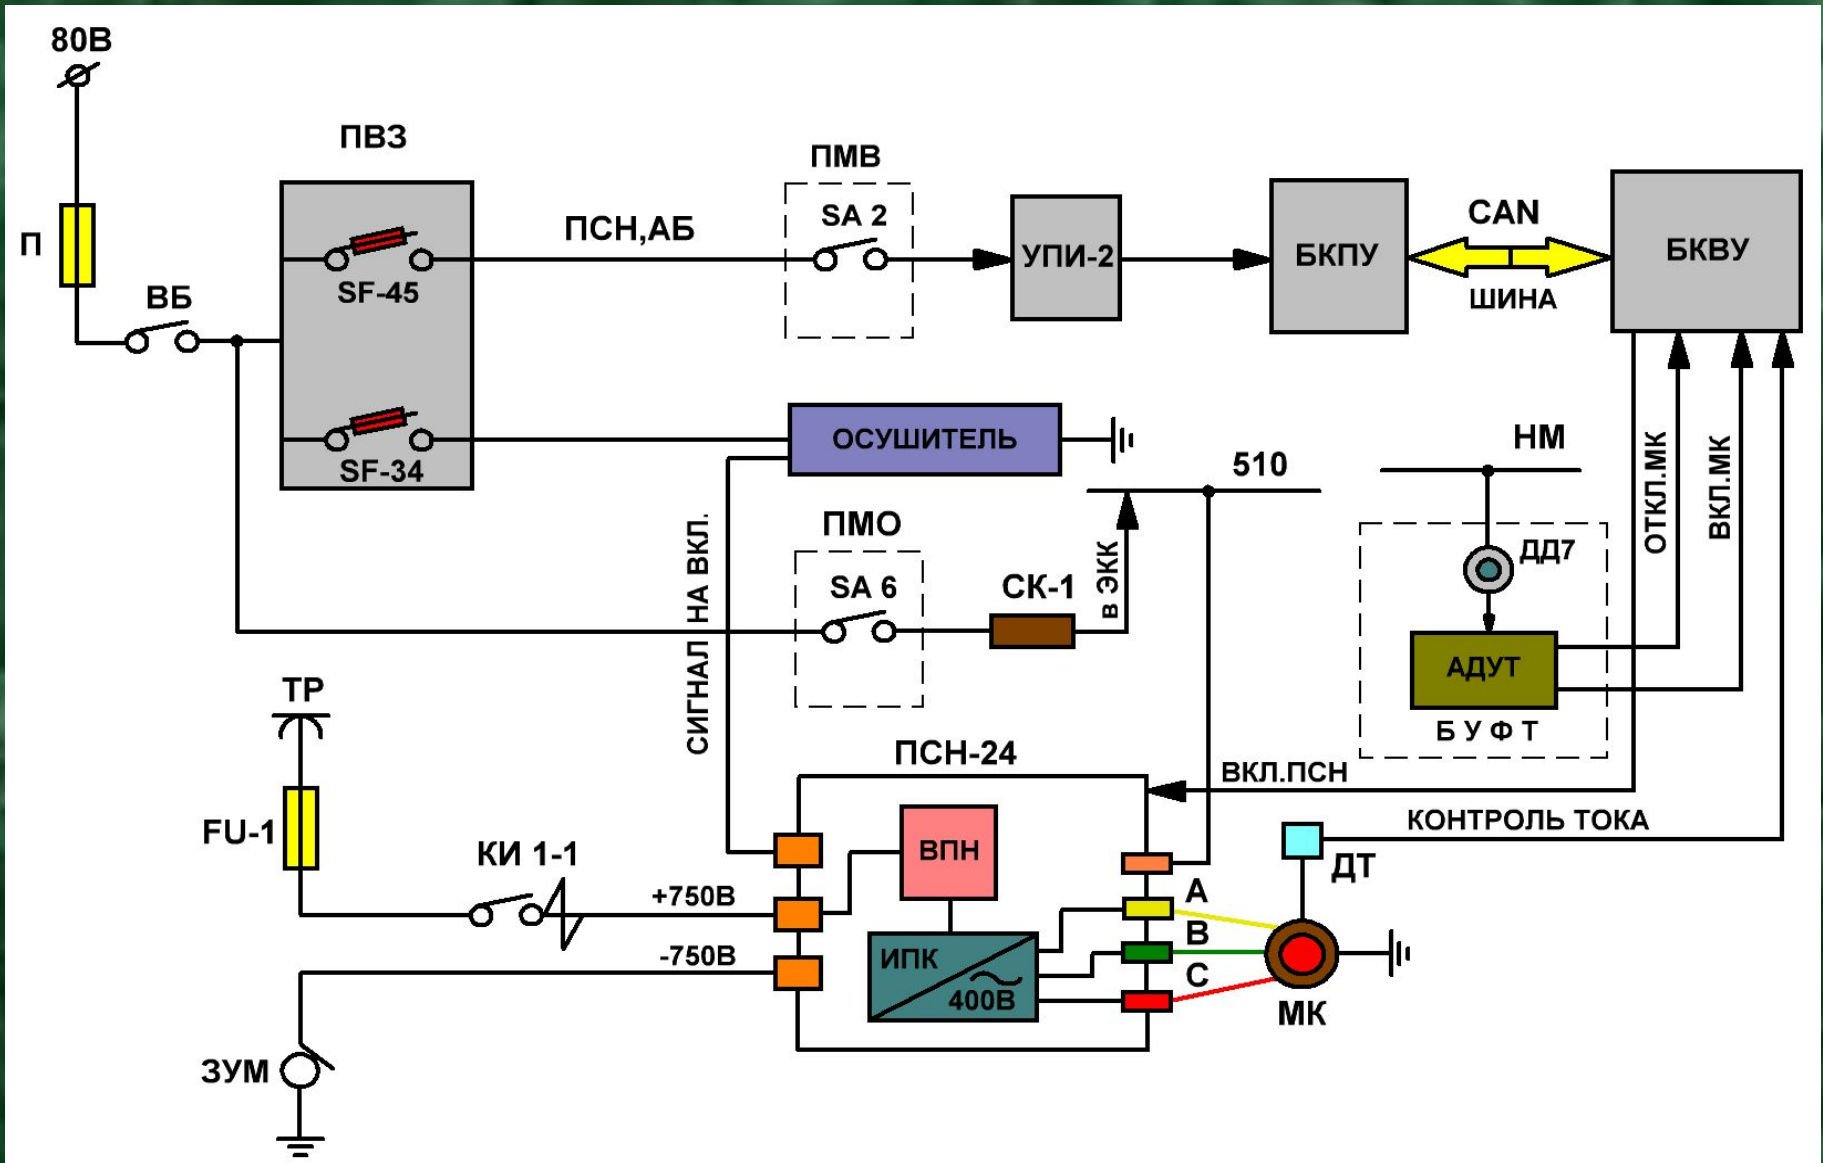 80В
П
ВБ
ПВЗ
SF-45
SF-34
ПСН,АБ
ПМВ
SA 2
УПИ-2
БКПУ
CAN
ШИНА
БКВУ
ОСУШИТЕЛЬ
510
НМ
ДД7
АДУТ
Б У Ф Т
ОТКЛ.МК
ВКЛ.МК
СИГНАЛ НА ВКЛ.
ПМО
SA 6
СК-1
в ЭКК
ТР
FU-1
КИ 1-1
+750В
-750В
ЗУМ
ПСН-24
ВПН
ИПК
400В
ВКЛ.ПСН
КОНТРОЛЬ ТОКА
ДТ
А
В
С
МК